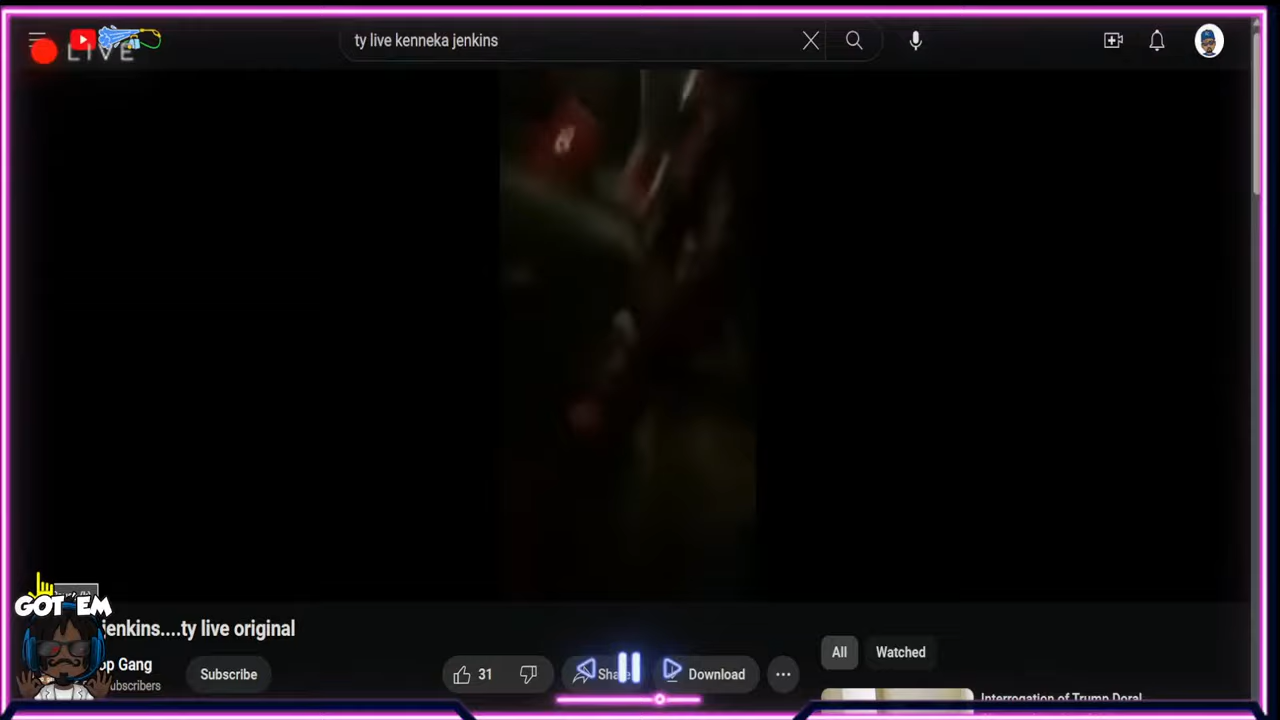 LIVE
ty live kenneka jenkins
GOT EM
jenkins....ty live original
op Gang
ubscribers
Subscribe
31
Share
Download
All
Watched
Interrogation of Trump Doral